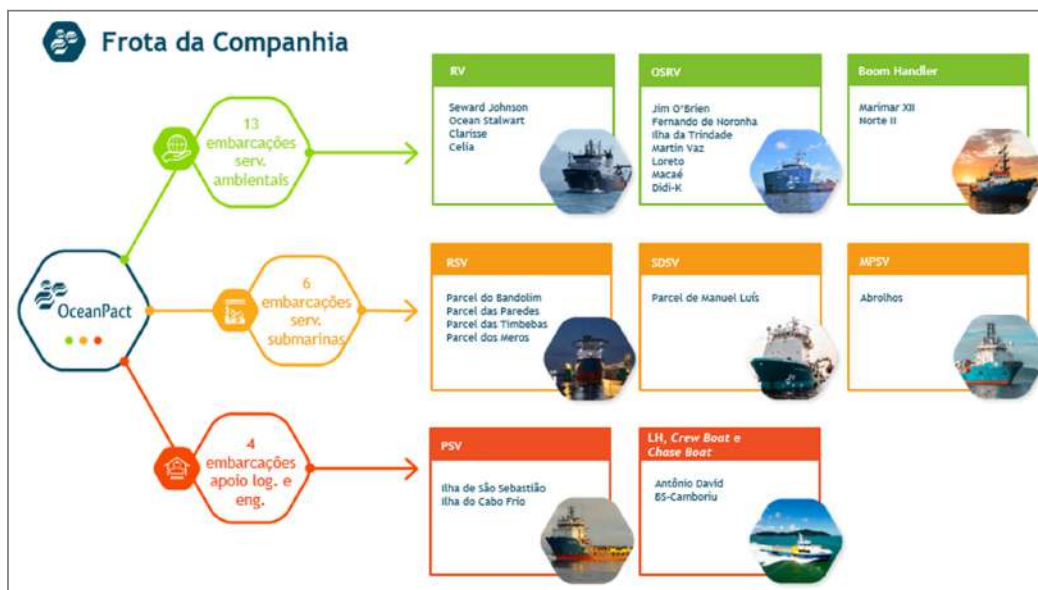 Frota da Companhia
13
embarcações
serv.
ambientais
RV
Seward Johnson
Ocean Stalwart
Clarisse
Celia
OSRV
Jim O'Brien
Fernando de Noronha
Ilha da Trindade
Martin Vaz
Loreto
Macaé
Didi-K
Boom Handler
Marimar XII
Norte II
OceanPact
6
embarcações
serv.
submarinas
RSV
Parcel do Bandolim
Parcel das Paredes
Parcel das Timbebas
Parcel dos Meros
SDSV
Parcel de Manuel Luís
MPSV
Abrolhos
4
embarcações
apoio log. e
eng.
PSV
Ilha de São Sebastião
Ilha do Cabo Frio
LH, Crew Boat e
Chase Boat
Antônio David
BS-Camboriu